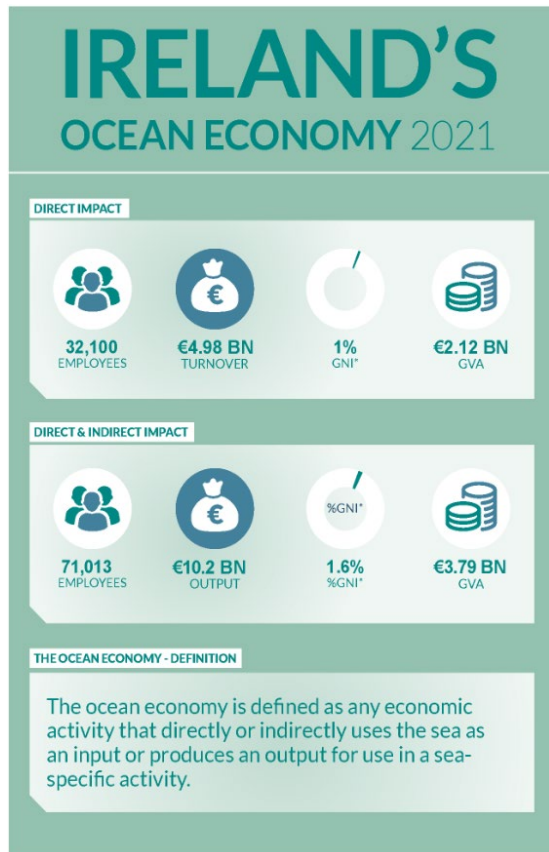 IRELAND'S
OCEAN ECONOMY 2021
DIRECT IMPACT
32,100
EMPLOYEES
€
€4.98 BN
TURNOVER
1%
GNI*
€2.12 BN
GVA
DIRECT & INDIRECT IMPACT
71,013
EMPLOYEES
€
€10.2 BN
OUTPUT
%GNI*
1.6%
%GNI*
€3.79 BN
GVA
THE OCEAN ECONOMY - DEFINITION
The ocean economy is defined as any economic
activity that directly or indirectly uses the sea as
an input or produces an output for use in a sea-
specific activity.